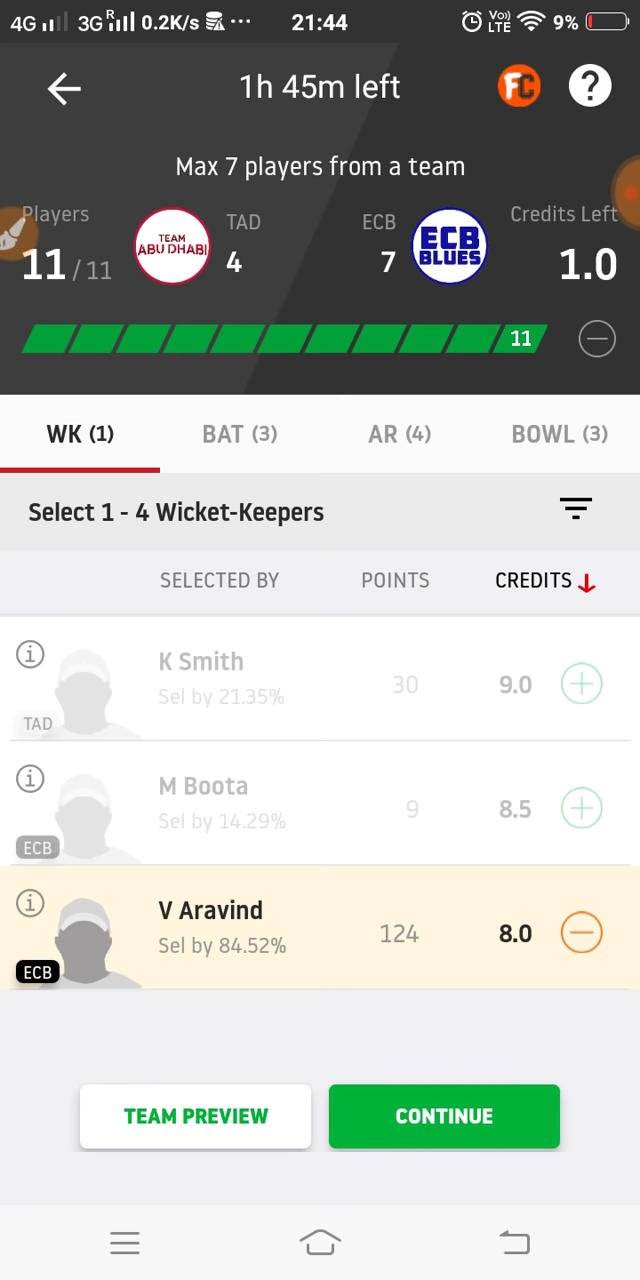 4G 3G R 0.2K/s ... 21:44 Vo) LTE 9%
1h 45m left FC ?
Max 7 players from a team
Players TAD ECB Credits Left
TEAM ABU DHABI ECB BLUES
11 / 11 4 7 1.0
11
WK (1) BAT (3) AR (4) BOWL (3)
Select 1 - 4 Wicket-Keepers
SELECTED BY POINTS CREDITS
K Smith
Sel by 21.35% 30 9.0
TAD
M Boota
Sel by 14.29% 9 8.5
ECB
V Aravind
Sel by 84.52% 124 8.0
ECB
TEAM PREVIEW CONTINUE